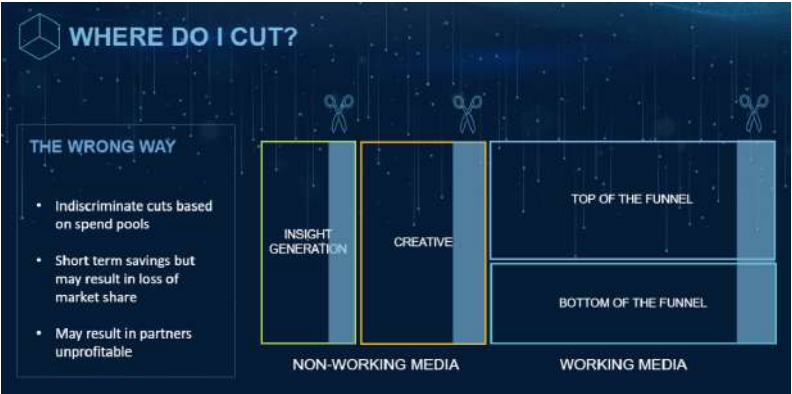 WHERE DO I CUT?
THE WRONG WAY
• Indiscriminate cuts based
on spend pools
• Short term savings but
may result in loss of
market share
• May result in partners
unprofitable
INSIGHT
GENERATION
CREATIVE
TOP OF THE FUNNEL
BOTTOM OF THE FUNNEL
NON-WORKING MEDIA
WORKING MEDIA